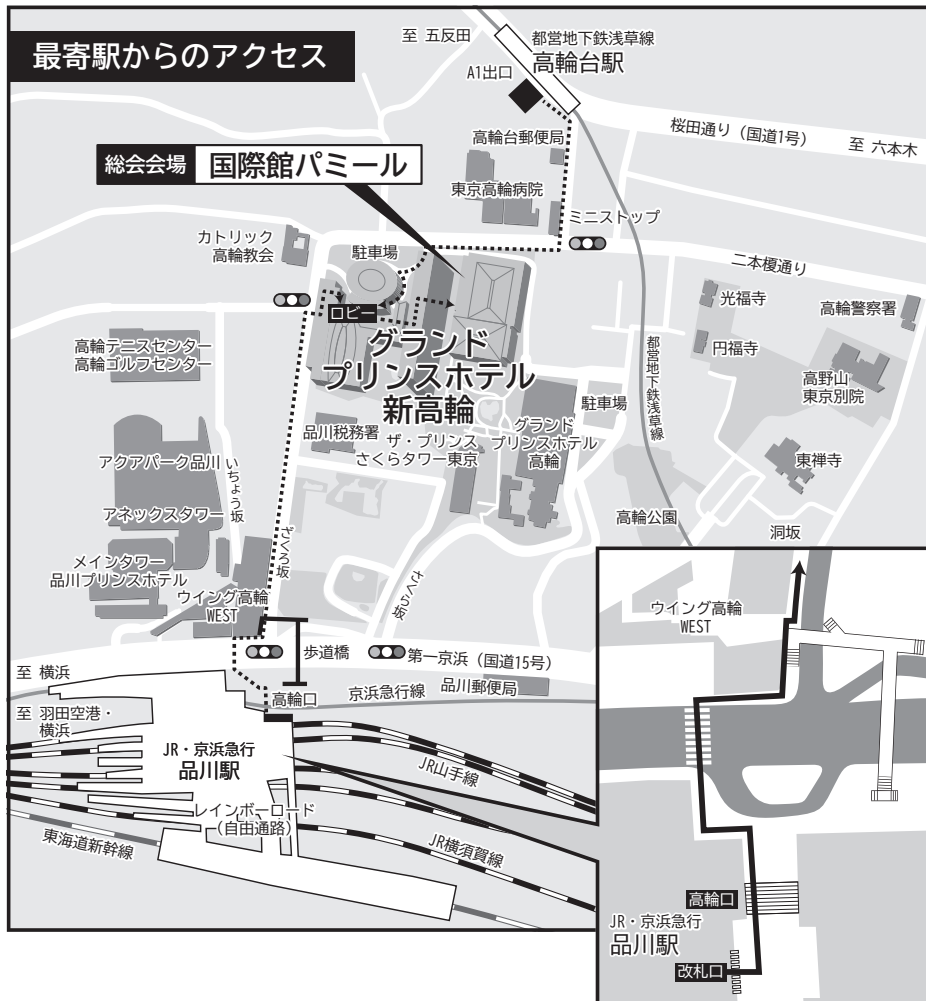 最寄駅からのアクセス
至 五反田
都営地下鉄浅草線
高輪台駅
A1出口
桜田通り（国道1号）
至 六本木
高輪台郵便局
総会会場 国際館パミール
東京高輪病院
ミニストップ
カトリック
高輪教会
駐車場
二本榎通り
光福寺
高輪警察署
円福寺
ロビー
グランド
プリンスホテル
新高輪
高輪テニスセンター
高輪ゴルフセンター
都営地下鉄浅草線
高野山
東京別院
駐車場
品川税務署
ザ・プリンス
さくらタワー東京
グランド
プリンスホテル
高輪
東禅寺
アクアパーク品川
いちょう坂
アネックスタワー
高輪公園
洞坂
ざくろ坂
メインタワー
品川プリンスホテル
ウイング高輪
WEST
さくら坂
歩道橋
第一京浜（国道15号）
至 横浜
高輪口
京浜急行線
品川郵便局
至 羽田空港・
横浜
JR・京浜急行
品川駅
JR山手線
レインボーロード
（自由通路）
東海道新幹線
JR横須賀線
ウイング高輪
WEST
高輪口
JR・京浜急行
品川駅
改札口